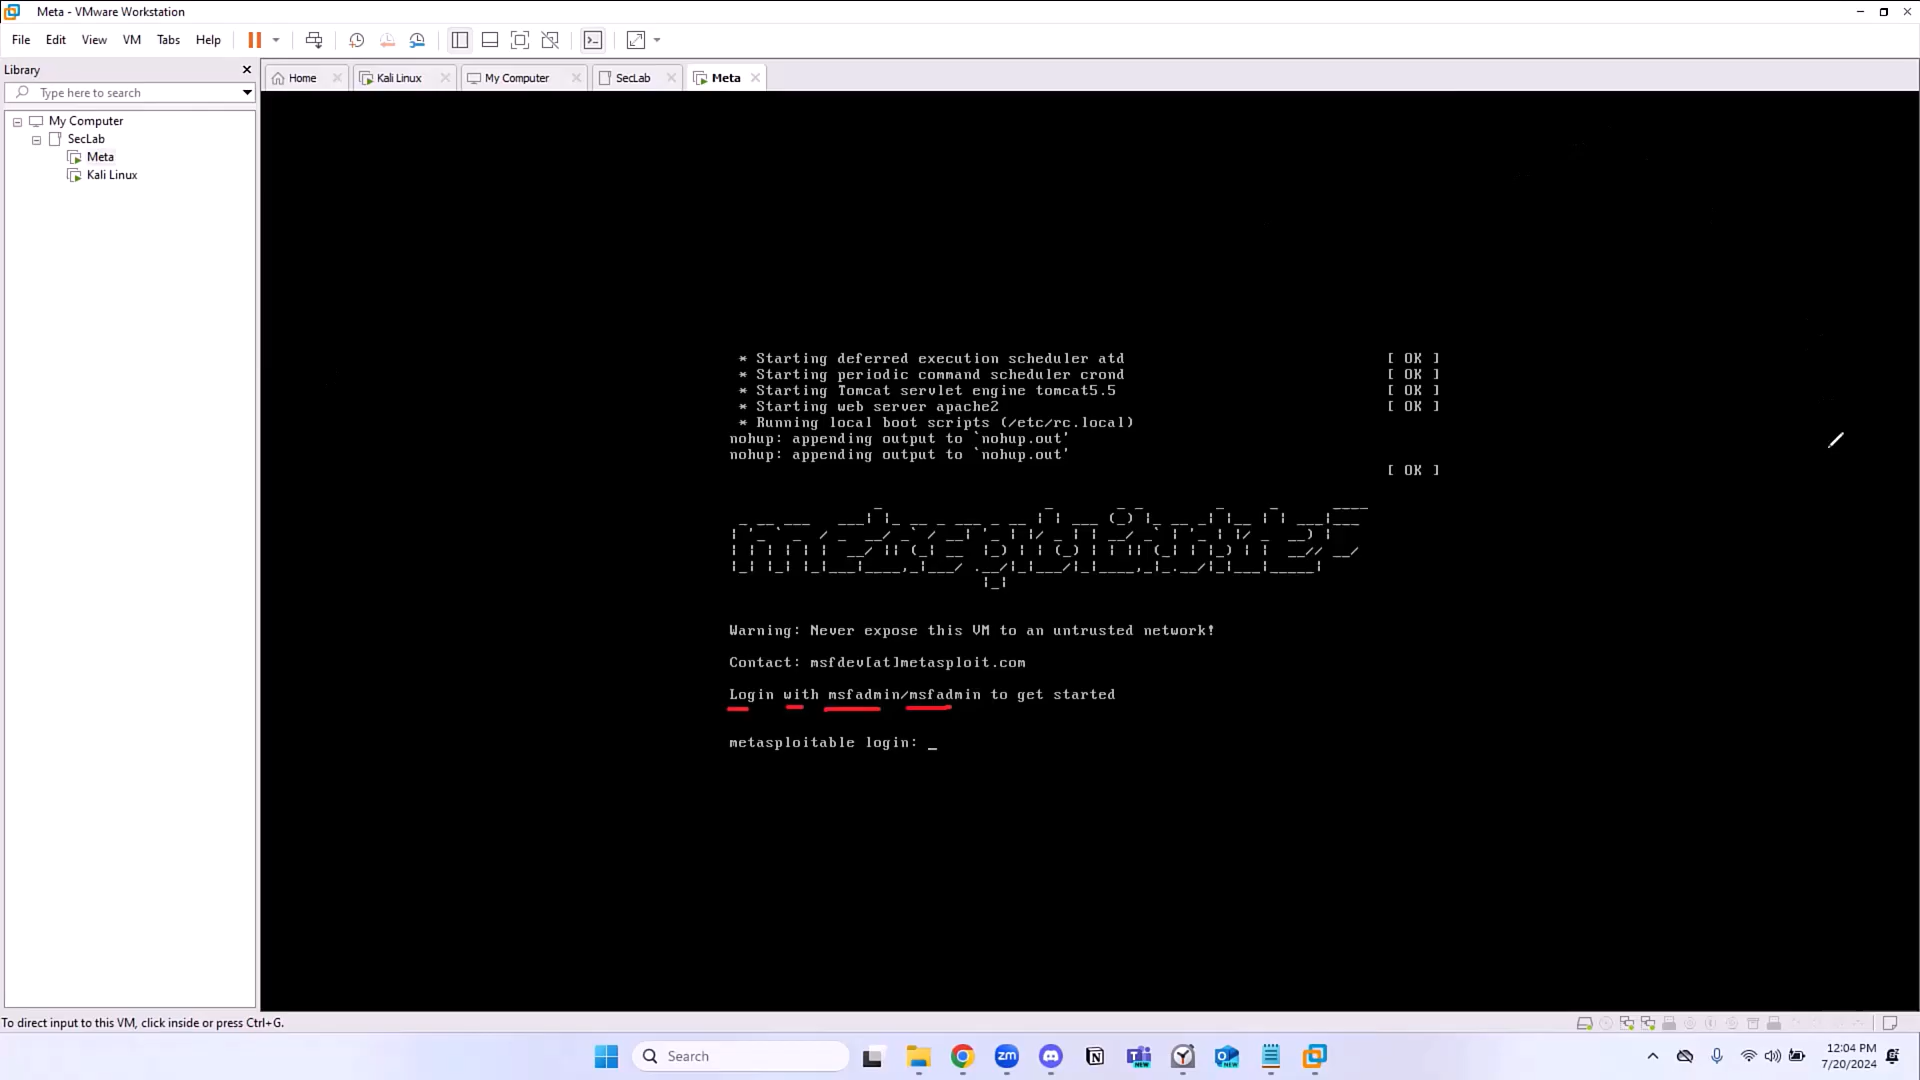 Meta - VMware Workstation
File Edit View VM Tabs Help
Library
Type here to search
Home Kali Linux My Computer SecLab Meta
My Computer
SecLab
Meta
Kali Linux
* Starting deferred execution scheduler atd [ OK ]
* Starting periodic command scheduler crond [ OK ]
* Starting Tomcat servlet engine tomcat5.5 [ OK ]
* Starting web server apache2 [ OK ]
* Running local boot scripts (/etc/rc.local)
nohup: appending output to `nohup.out'
nohup: appending output to `nohup.out'
[ OK ]
metasploitable2
Warning: Never expose this VM to an untrusted network!
Contact: msfdev[at]metasploit.com
Login with msfadmin/msfadmin to get started
metasploitable login: _
To direct input to this VM, click inside or press Ctrl+G.
Search
zm
NEW
NEW
12:04 PM
7/20/2024